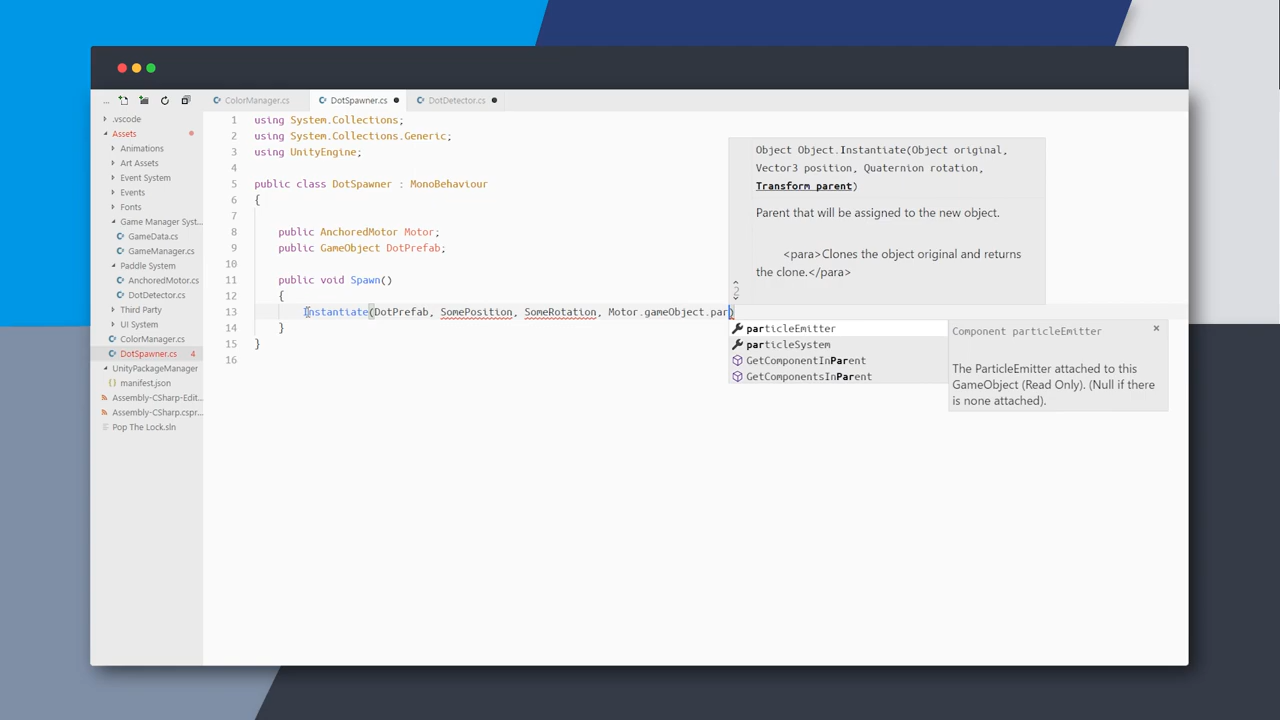 ... ColorManager.cs DotSpawner.cs DotDetector.cs
.vscode
Assets
Animations
Art Assets
Event System
Events
Fonts
Game Manager Syst...
GameData.cs
GameManager.cs
Paddle System
AnchoredMotor.cs
DotDetector.cs
Third Party
UI System
ColorManager.cs
DotSpawner.cs 4
UnityPackageManager
manifest.json
Assembly-CSharp-Edit...
Assembly-CSharp.cspr...
Pop The Lock.sln
1 using System.Collections;
2 using System.Collections.Generic;
3 using UnityEngine;
4
5 public class DotSpawner : MonoBehaviour
6 {
7
8 public AnchoredMotor Motor;
9 public GameObject DotPrefab;
10
11 public void Spawn()
12 {
13 Instantiate(DotPrefab, SomePosition, SomeRotation, Motor.gameObject.par)
14 }
15 }
16
Object Object.Instantiate(Object original,
Vector3 position, Quaternion rotation,
Transform parent)
Parent that will be assigned to the new object.
<para>Clones the object original and returns
the clone.</para>
2
particleEmitter
particleSystem
GetComponentInParent
GetComponentsInParent
Component particleEmitter
The ParticleEmitter attached to this
GameObject (Read Only). (Null if there
is none attached).